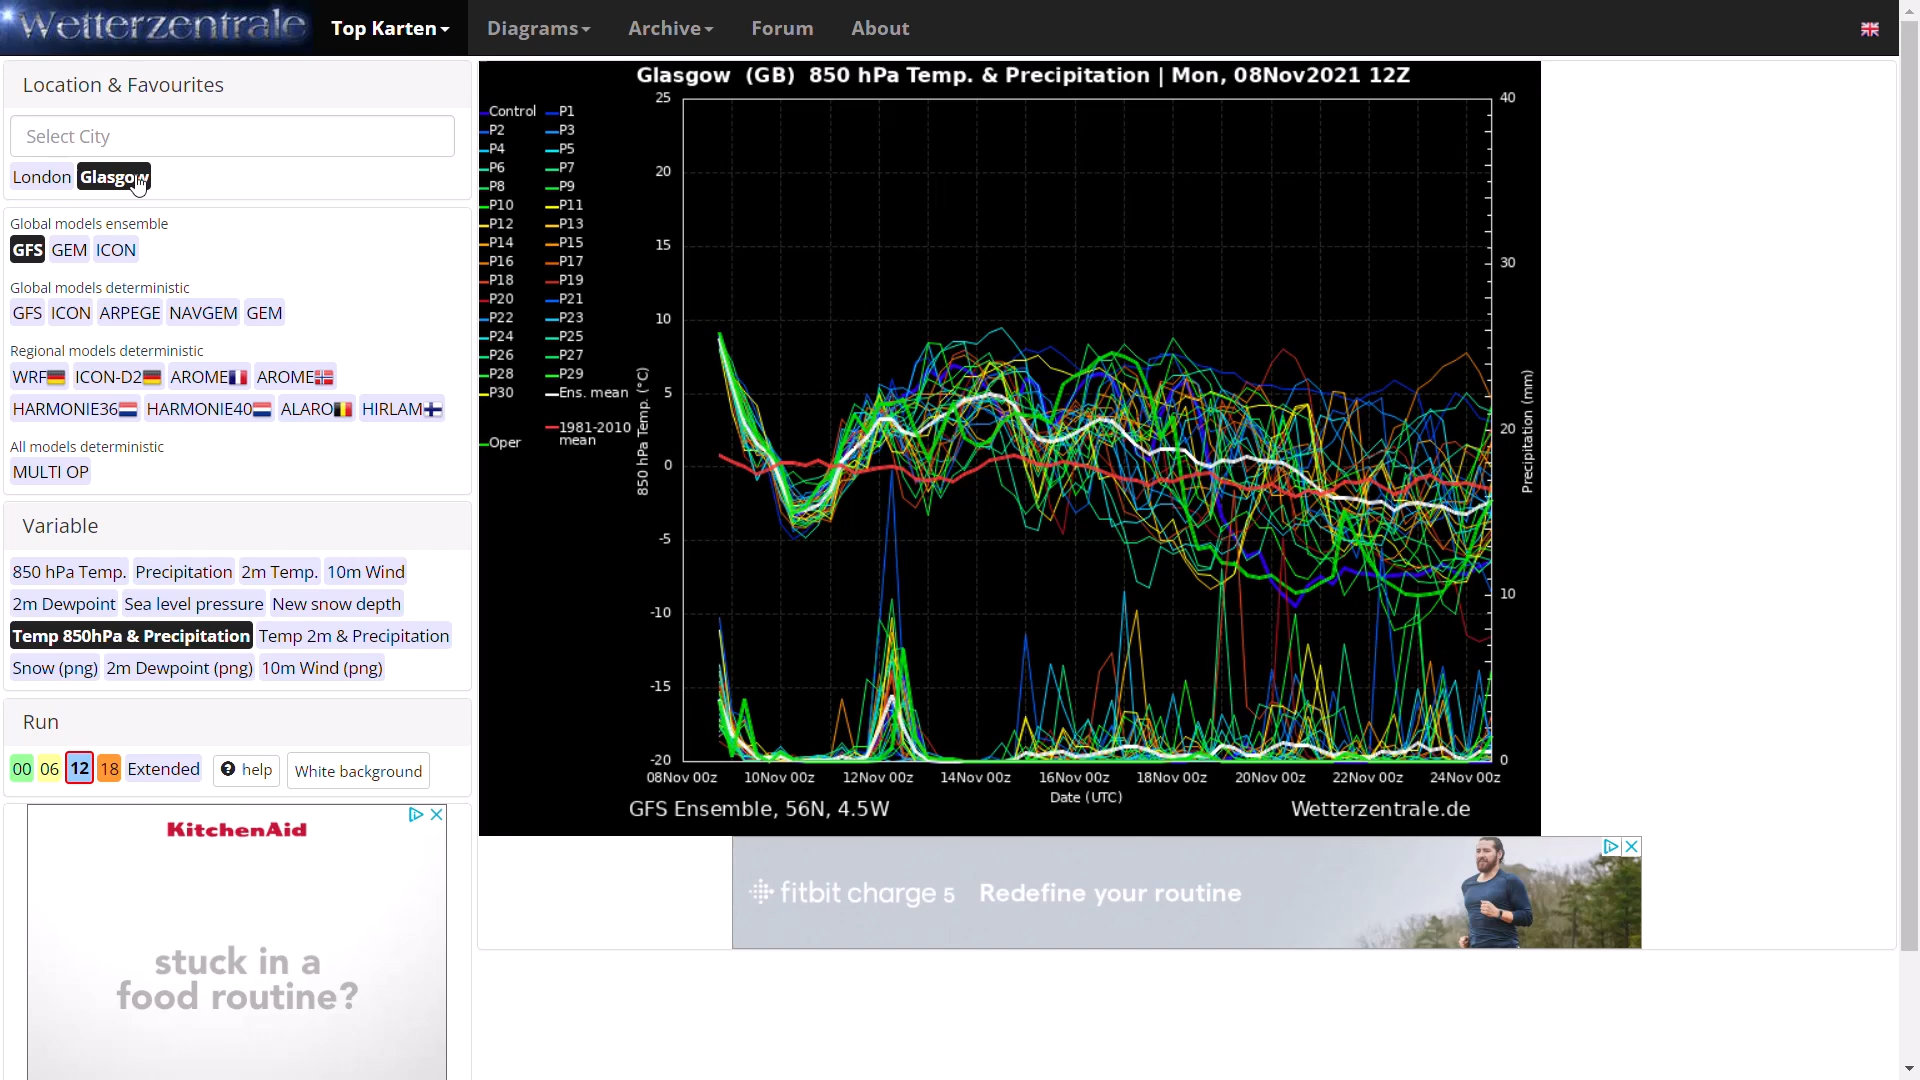 Wetterzentrale
Top Karten
Diagrams
Archive
Forum
About
Location & Favourites
Select City
London Glasgow
Global models ensemble
GFS GEM ICON
Global models deterministic
GFS ICON ARPEGE NAVGEM GEM
Regional models deterministic
WRF ICON-D2 AROME AROME
HARMONIE36 HARMONIE40 ALARO HIRLAM
All models deterministic
MULTI OP
Variable
850 hPa Temp. Precipitation 2m Temp. 10m Wind
2m Dewpoint Sea level pressure New snow depth
Temp 850hPa & Precipitation Temp 2m & Precipitation
Snow (png) 2m Dewpoint (png) 10m Wind (png)
Run
00 06 12 18 Extended help White background
KitchenAid
stuck in a
food routine?
Glasgow (GB) 850 hPa Temp. & Precipitation | Mon, 08Nov2021 12Z
Control P1
P2 P3
P4 P5
P6 P7
P8 P9
P10 P11
P12 P13
P14 P15
P16 P17
P18 P19
P20 P21
P22 P23
P24 P25
P26 P27
P28 P29
P30 Ens. mean
Oper 1981-2010
mean
850 hPa Temp. (°C)
25
20
15
10
5
0
-5
-10
-15
-20
40
30
20
10
0
Precipitation (mm)
08Nov 00z 10Nov 00z 12Nov 00z 14Nov 00z 16Nov 00z 18Nov 00z 20Nov 00z 22Nov 00z 24Nov 00z
Date (UTC)
GFS Ensemble, 56N, 4.5W
Wetterzentrale.de
fitbit charge 5 Redefine your routine